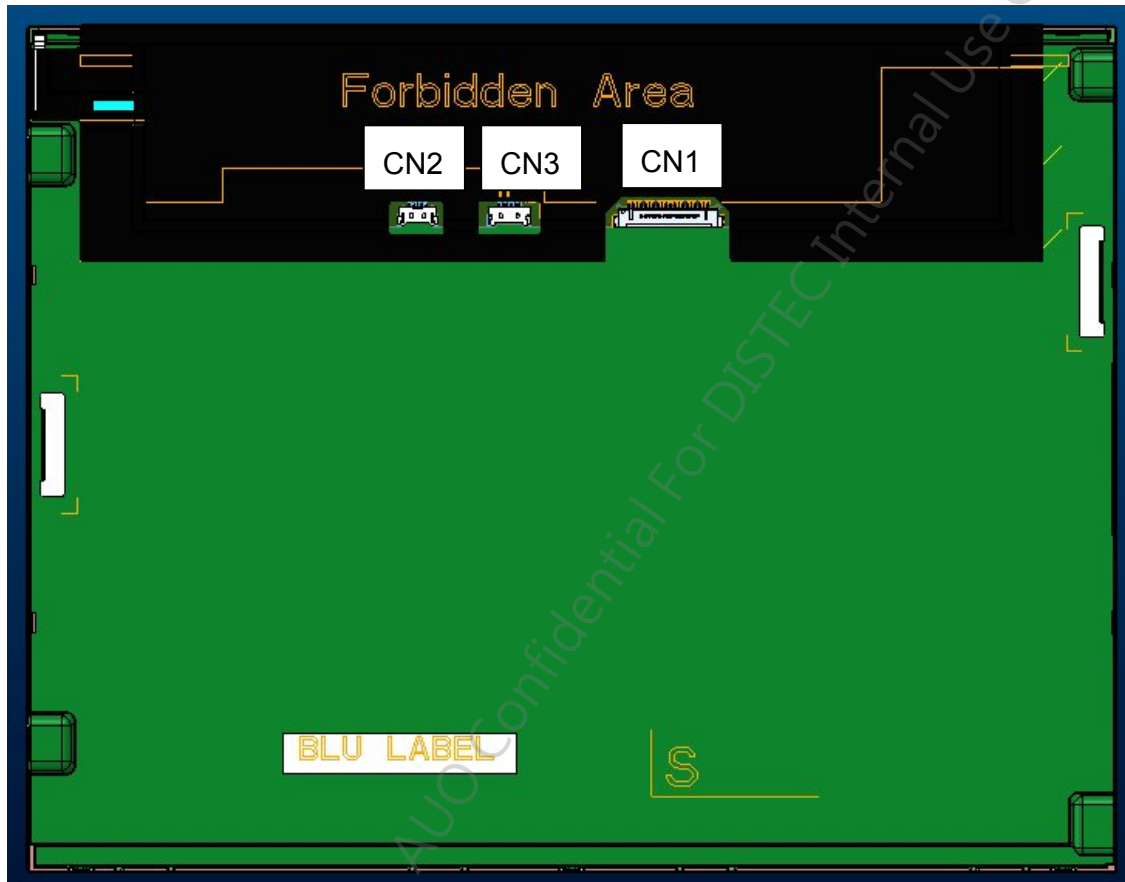 Forbidden Area
CN2
CN3
CN1
BLU LABEL
S
AUO Confidential For DISTEC Internal Use